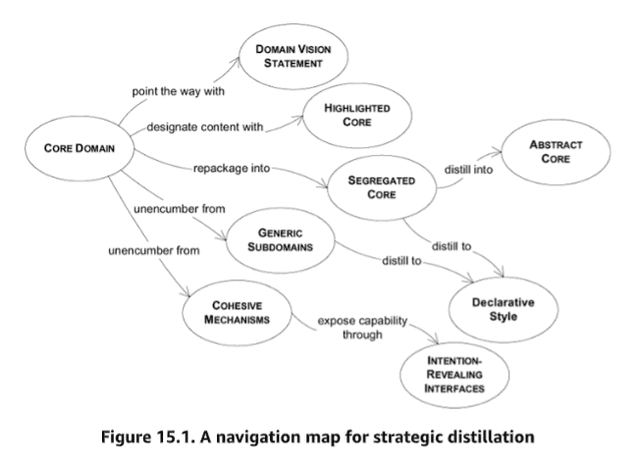 DOMAIN VISION
STATEMENT
point the way with
HIGHLIGHTED
CORE
designate content with
CORE DOMAIN
ABSTRACT
CORE
repackage into
distill into
SEGREGATED
CORE
unencumber from
GENERIC
SUBDOMAINS
distill to
unencumber from
distill to
COHESIVE
MECHANISMS
Declarative
Style
expose capability
through
INTENTION-
REVEALING
INTERFACES
Figure 15.1. A navigation map for strategic distillation